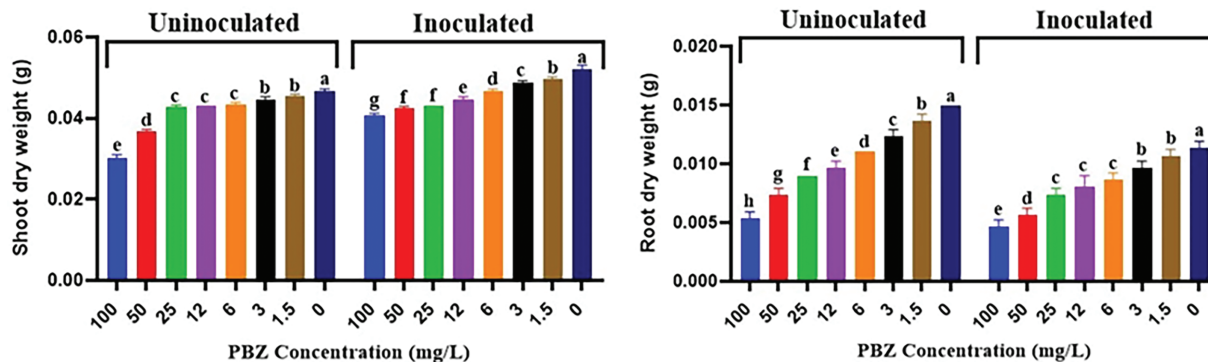 Uninoculated Inoculated
Shoot dry weight (g)
0.06
0.04
0.02
0.00
e d c c c b b a
g f f e d c b a
100 50 25 12 6 3 1.5 0 100 50 25 12 6 3 1.5 0
PBZ Concentration (mg/L)
Uninoculated Inoculated
Root dry weight (g)
0.020
0.015
0.010
0.005
0.000
h g f e d c b a
e d c c c b b a
100 50 25 12 6 3 1.5 0 100 50 25 12 6 3 1.5 0
PBZ Concentration (mg/L)